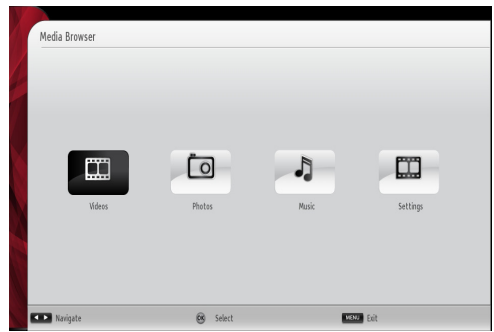 Media Browser
Videos Photos Music Settings
Navigate OK Select MENU Exit